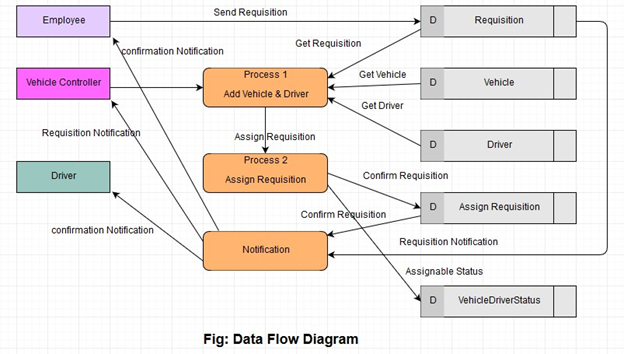 Employee
Send Requisition
D
Requisition
confirmation Notification
Get Requisition
Vehicle Controller
Process 1
Add Vehicle & Driver
Get Vehicle
D
Vehicle
Get Driver
Requisition Notification
Assign Requisition
D
Driver
Driver
Process 2
Assign Requisition
Confirm Requisition
D
Assign Requisition
Confirm Requisition
confirmation Notification
Notification
Requisition Notification
Assignable Status
D
VehicleDriverStatus
Fig: Data Flow Diagram